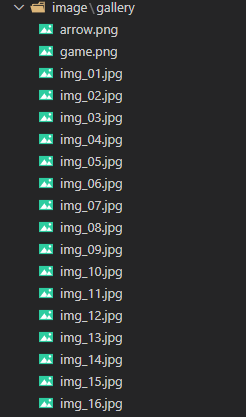 image\gallery
arrow.png
game.png
img_01.jpg
img_02.jpg
img_03.jpg
img_04.jpg
img_05.jpg
img_06.jpg
img_07.jpg
img_08.jpg
img_09.jpg
img_10.jpg
img_11.jpg
img_12.jpg
img_13.jpg
img_14.jpg
img_15.jpg
img_16.jpg